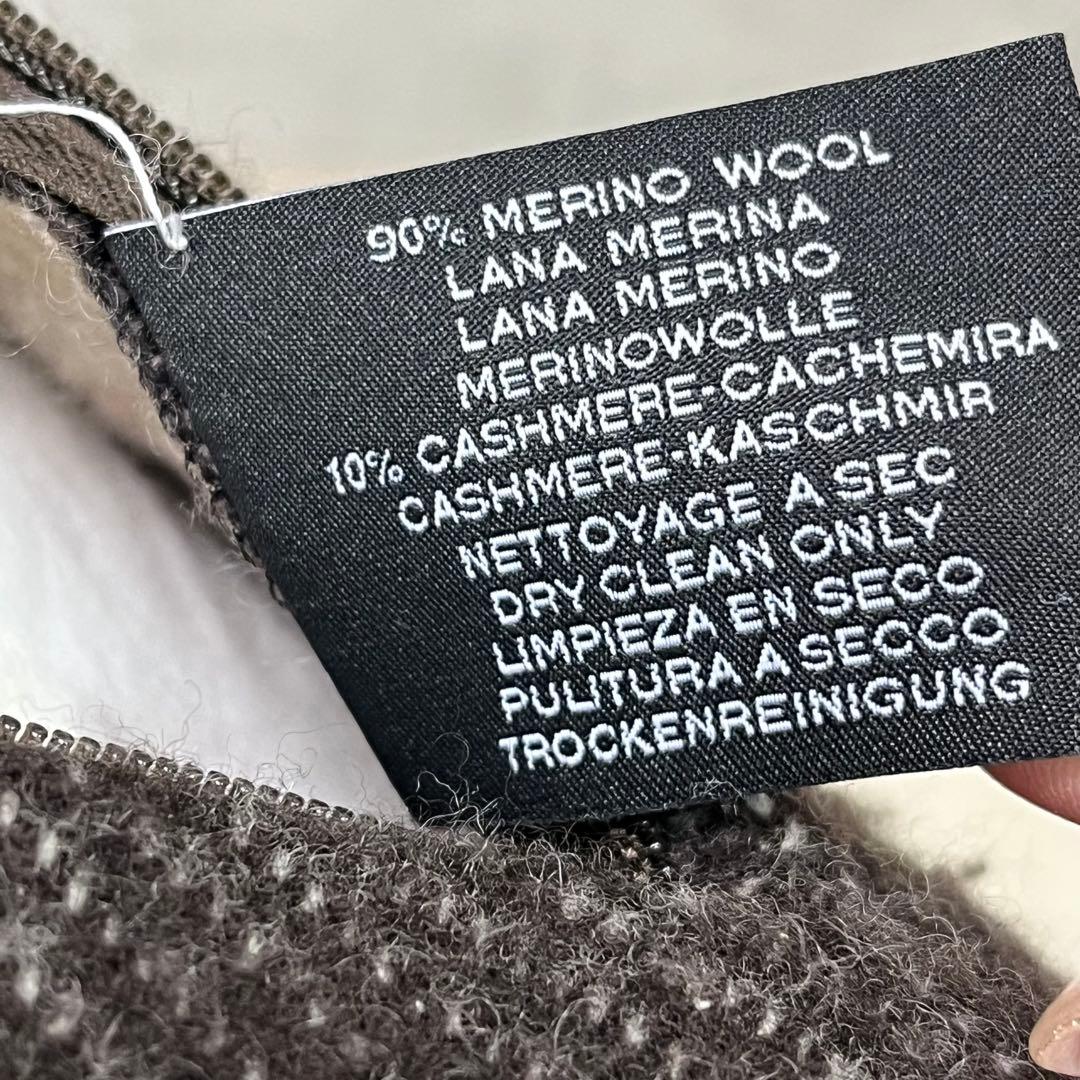 90% MERINO WOOL
LANA MERINA
LANA MERINO
MERINOWOLLE
10% CASHMERE-CACHEMIRA
CASHMERE-KASCHMIR
NETTOYAGE A SEC
DRY CLEAN ONLY
LIMPIEZA EN SECO
PULITURA A SECCO
TROCKENREINIGUNG